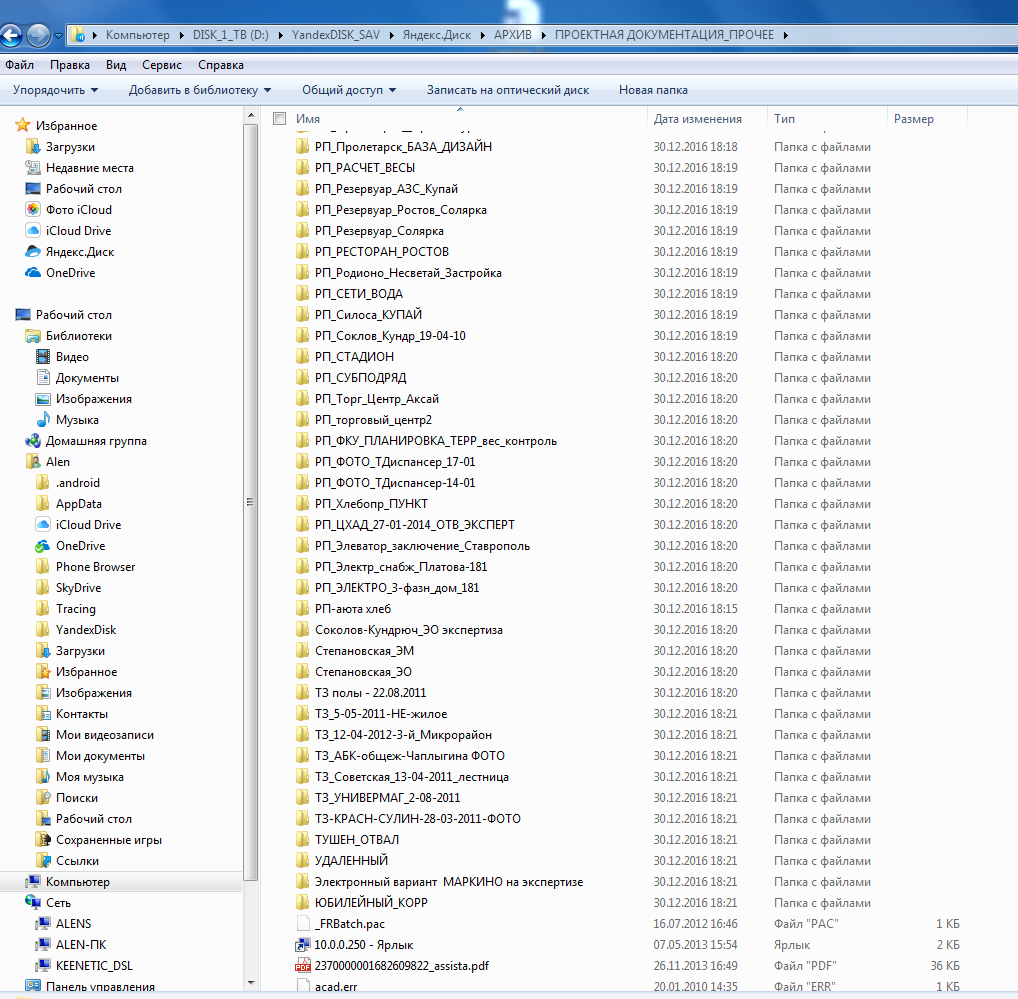 Компьютер ▸ DISK_1_TB (D:) ▸ YandexDISK_SAV ▸ Яндекс.Диск ▸ АРХИВ ▸ ПРОЕКТНАЯ ДОКУМЕНТАЦИЯ_ПРОЧЕЕ ▸
Файл Правка Вид Сервис Справка
Упорядочить Добавить в библиотеку Общий доступ Записать на оптический диск Новая папка
Избранное
Загрузки
Недавние места
Рабочий стол
Фото iCloud
iCloud Drive
Яндекс.Диск
OneDrive
Рабочий стол
Библиотеки
Видео
Документы
Изображения
Музыка
Домашняя группа
Alen
.android
AppData
iCloud Drive
OneDrive
Phone Browser
SkyDrive
Tracing
YandexDisk
Загрузки
Избранное
Изображения
Контакты
Мои видеозаписи
Мои документы
Моя музыка
Поиски
Рабочий стол
Сохраненные игры
Ссылки
Компьютер
Сеть
ALENS
ALEN-ПК
KEENETIC_DSL
Панель управления
Имя Дата изменения Тип Размер
РП_Пролетарск_БАЗА_ДИЗАЙН 30.12.2016 18:18 Папка с файлами
РП_РАСЧЕТ_ВЕСЫ 30.12.2016 18:19 Папка с файлами
РП_Резервуар_АЗС_Купай 30.12.2016 18:19 Папка с файлами
РП_Резервуар_Ростов_Солярка 30.12.2016 18:19 Папка с файлами
РП_Резервуар_Солярка 30.12.2016 18:19 Папка с файлами
РП_РЕСТОРАН_РОСТОВ 30.12.2016 18:19 Папка с файлами
РП_Родионо_Несветай_Застройка 30.12.2016 18:19 Папка с файлами
РП_СЕТИ_ВОДА 30.12.2016 18:19 Папка с файлами
РП_Силоса_КУПАЙ 30.12.2016 18:19 Папка с файлами
РП_Соклов_Кундр_19-04-10 30.12.2016 18:19 Папка с файлами
РП_СТАДИОН 30.12.2016 18:20 Папка с файлами
РП_СУБПОДРЯД 30.12.2016 18:20 Папка с файлами
РП_Торг_Центр_Аксай 30.12.2016 18:20 Папка с файлами
РП_торговый_центр2 30.12.2016 18:20 Папка с файлами
РП_ФКУ_ПЛАНИРОВКА_ТЕРР_вес_контроль 30.12.2016 18:20 Папка с файлами
РП_ФОТО_ТДиспансер_17-01 30.12.2016 18:20 Папка с файлами
РП_ФОТО_ТДиспансер-14-01 30.12.2016 18:20 Папка с файлами
РП_Хлебопр_ПУНКТ 30.12.2016 18:20 Папка с файлами
РП_ЦХАД_27-01-2014_ОТВ_ЭКСПЕРТ 30.12.2016 18:20 Папка с файлами
РП_Элеватор_заключение_Ставрополь 30.12.2016 18:20 Папка с файлами
РП_Электр_снабж_Платова-181 30.12.2016 18:20 Папка с файлами
РП_ЭЛЕКТРО_3-фазн_дом_181 30.12.2016 18:20 Папка с файлами
РП-аюта хлеб 30.12.2016 18:15 Папка с файлами
Соколов-Кундрюч_ЭО экспертиза 30.12.2016 18:20 Папка с файлами
Степановская_ЭМ 30.12.2016 18:20 Папка с файлами
Степановская_ЭО 30.12.2016 18:20 Папка с файлами
ТЗ полы - 22.08.2011 30.12.2016 18:20 Папка с файлами
ТЗ_5-05-2011-НЕ-жилое 30.12.2016 18:21 Папка с файлами
ТЗ_12-04-2012-3-й_Микрорайон 30.12.2016 18:21 Папка с файлами
ТЗ_АБК-общеж-Чаплыгина ФОТО 30.12.2016 18:21 Папка с файлами
ТЗ_Советская_13-04-2011_лестница 30.12.2016 18:21 Папка с файлами
ТЗ_УНИВЕРМАГ_2-08-2011 30.12.2016 18:21 Папка с файлами
ТЗ-КРАСН-СУЛИН-28-03-2011-ФОТО 30.12.2016 18:21 Папка с файлами
ТУШЕН_ОТВАЛ 30.12.2016 18:21 Папка с файлами
УДАЛЕННЫЙ 30.12.2016 18:21 Папка с файлами
Электронный вариант МАРКИНО на экспертизе 30.12.2016 18:21 Папка с файлами
ЮБИЛЕЙНЫЙ_КОРР 30.12.2016 18:21 Папка с файлами
_FRBatch.pac 16.07.2012 16:46 Файл "PAC" 1 КБ
10.0.0.250 - Ярлык 07.05.2013 15:54 Ярлык 2 КБ
2370000001682609822_assista.pdf 26.11.2013 16:49 Файл "PDF" 36 КБ
acad.err 20.01.2010 14:35 Файл "ERR" 1 КБ